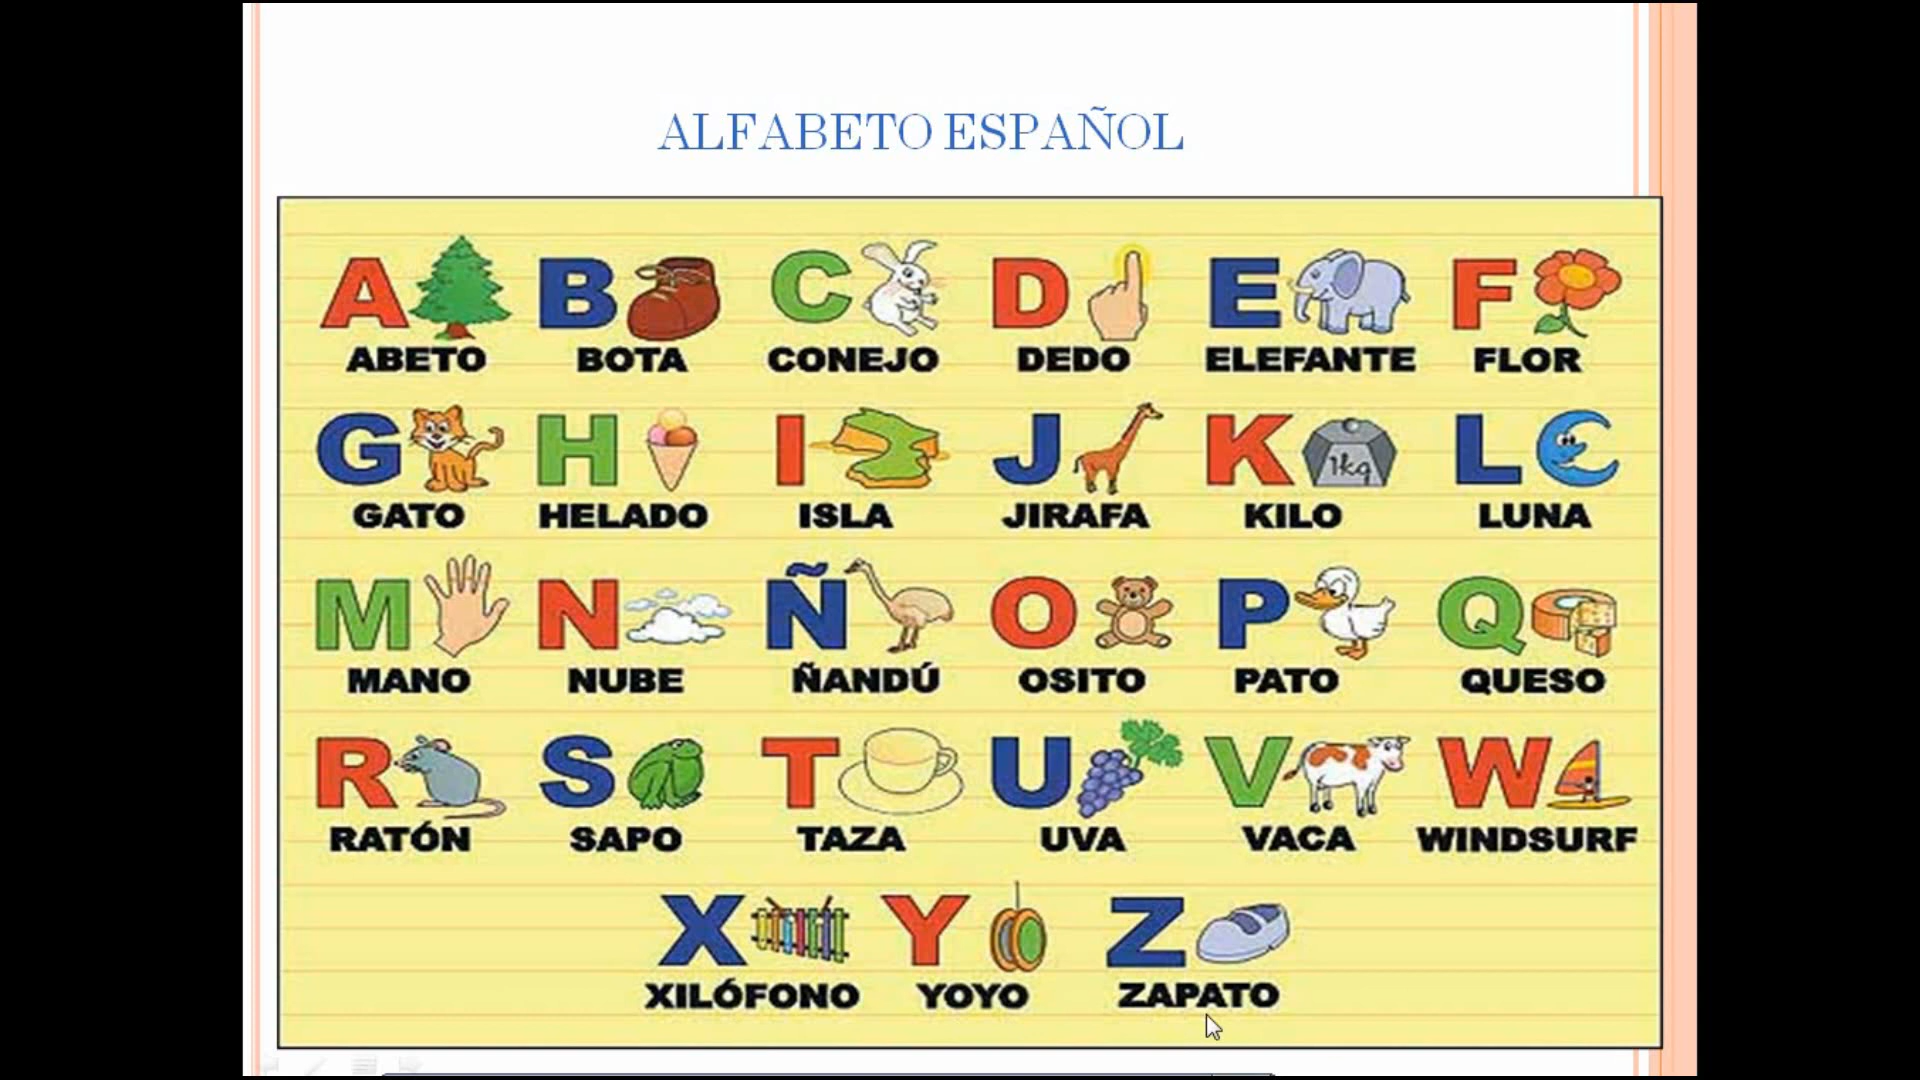 ALFABETO ESPAÑOL
A B C D E F
ABETO BOTA CONEJO DEDO ELEFANTE FLOR
G H I J K 1kg L
GATO HELADO ISLA JIRAFA KILO LUNA
M N Ñ O P Q
MANO NUBE ÑANDÚ OSITO PATO QUESO
R S T U V W
RATÓN SAPO TAZA UVA VACA WINDSURF
X Y Z
XILÓFONO YOYO ZAPATO